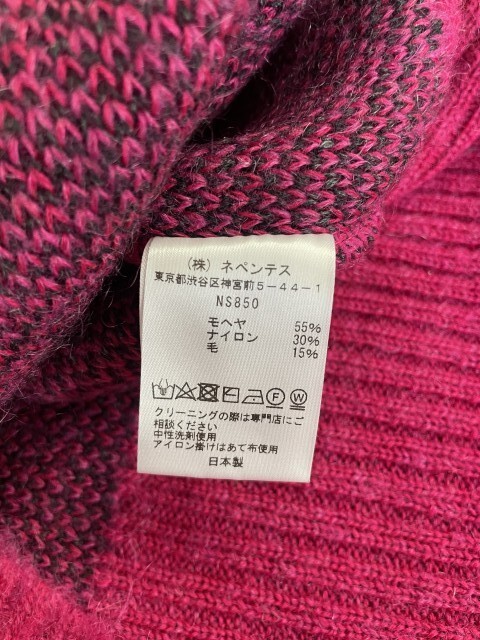 （株）ネペンテス
東京都渋谷区神宮前５−４４−１
NS850
モヘヤ 55%
ナイロン 30%
毛 15%
クリーニングの際は専門店にご
相談ください
中性洗剤使用
アイロン掛けはあて布使用
日本製